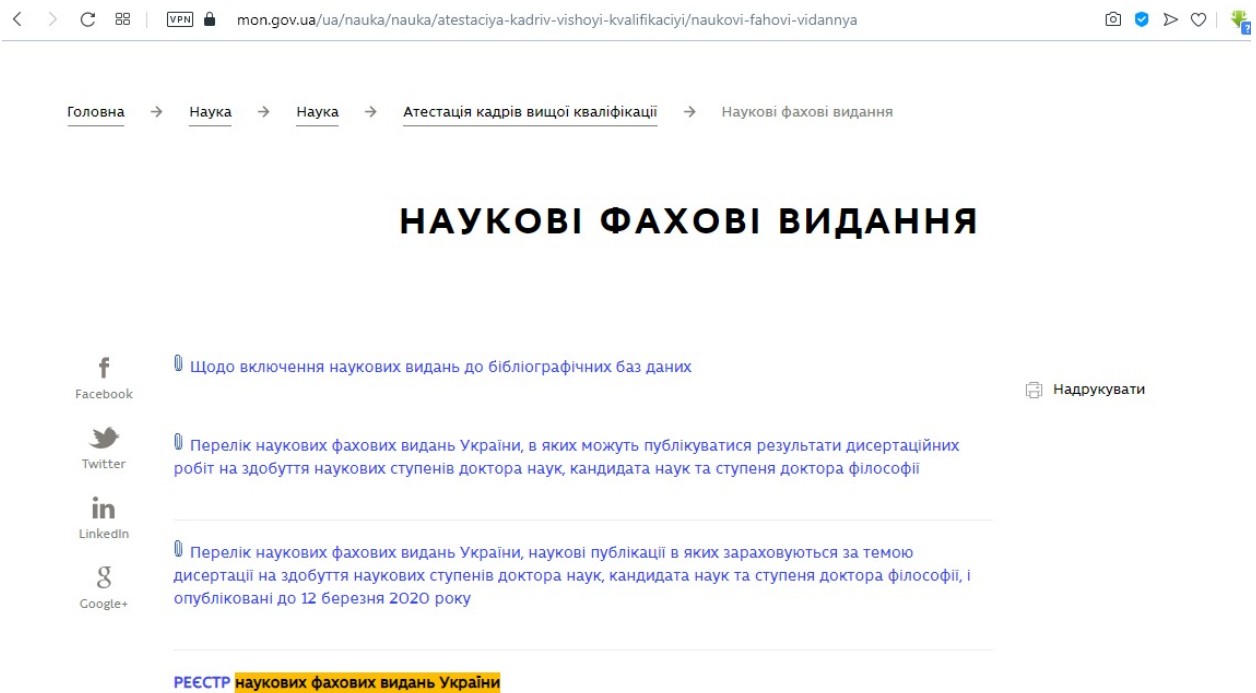 VPN mon.gov.ua/ua/nauka/nauka/atestaciya-kadriv-vishoyi-kvalifikaciyi/naukovi-fahovi-vidannya
Головна → Наука → Наука → Атестація кадрів вищої кваліфікації → Наукові фахові видання
НАУКОВІ ФАХОВІ ВИДАННЯ
Facebook
Twitter
LinkedIn
Google+
Щодо включення наукових видань до бібліографічних баз даних
Надрукувати
Перелік наукових фахових видань України, в яких можуть публікуватися результати дисертаційних
робіт на здобуття наукових ступенів доктора наук, кандидата наук та ступеня доктора філософії
Перелік наукових фахових видань України, наукові публікації в яких зараховуються за темою
дисертації на здобуття наукових ступенів доктора наук, кандидата наук та ступеня доктора філософії, і
опубліковані до 12 березня 2020 року
РЕЄСТР наукових фахових видань України